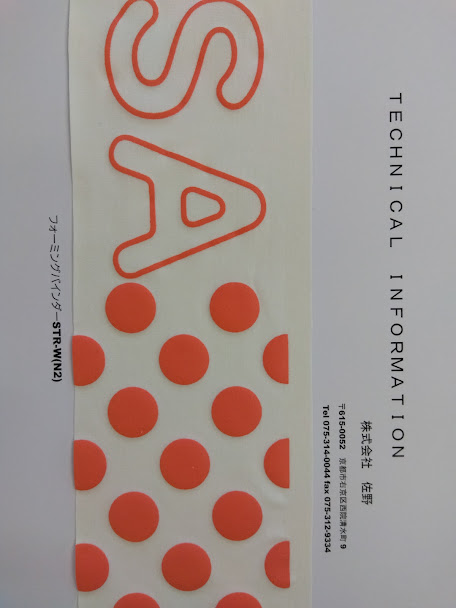 TECHNICAL INFORMATION
株式会社 佐野
〒615-0052 京都市右京区西院清水町 9
Tel 075-314-0044 fax 075-312-9334
SA
フォーミングバインダーSTR-W(N2)